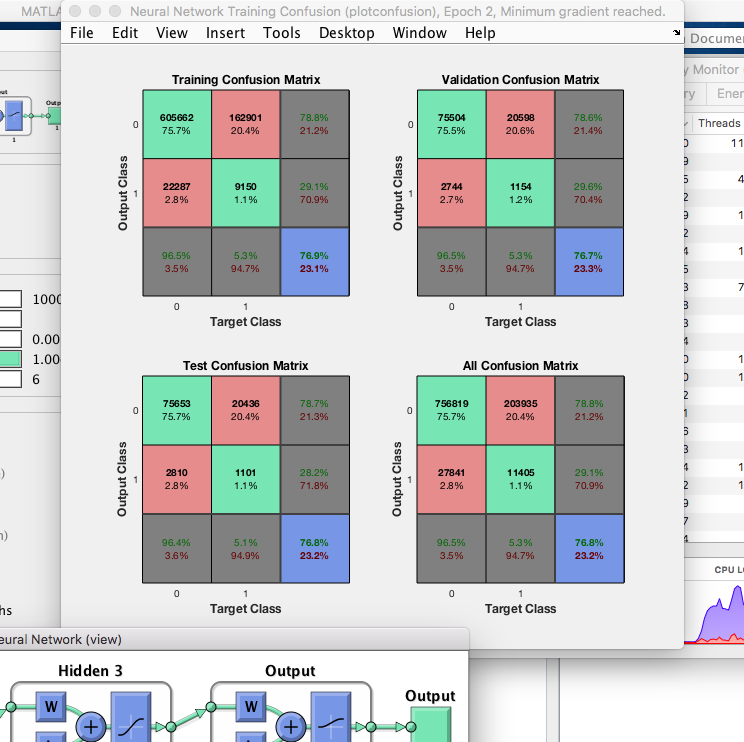 MATLA
Neural Network Training Confusion (plotconfusion), Epoch 2, Minimum gradient reached.
File Edit View Insert Tools Desktop Window Help
Documen
y Monitor
ry Ener
Threads
Training Confusion Matrix
605662 162901 78.8%
75.7% 20.4% 21.2%
22287 9150 29.1%
2.8% 1.1% 70.9%
96.5% 5.3% 76.9%
3.5% 94.7% 23.1%
0 1
0 1
Output Class
Target Class
Validation Confusion Matrix
75504 20598 78.6%
75.5% 20.6% 21.4%
2744 1154 29.6%
2.7% 1.2% 70.4%
96.5% 5.3% 76.7%
3.5% 94.7% 23.3%
0 1
0 1
Output Class
Target Class
Test Confusion Matrix
75653 20436 78.7%
75.7% 20.4% 21.3%
2810 1101 28.2%
2.8% 1.1% 71.8%
96.4% 5.1% 76.8%
3.6% 94.9% 23.2%
0 1
0 1
Output Class
Target Class
All Confusion Matrix
756819 203935 78.8%
75.7% 20.4% 21.2%
27841 11405 29.1%
2.8% 1.1% 70.9%
96.5% 5.3% 76.8%
3.5% 94.7% 23.2%
0 1
0 1
Output Class
Target Class
1000
0.00
1.00
6
hs
CPU LO
eural Network (view)
Hidden 3
Output
Output
W
W